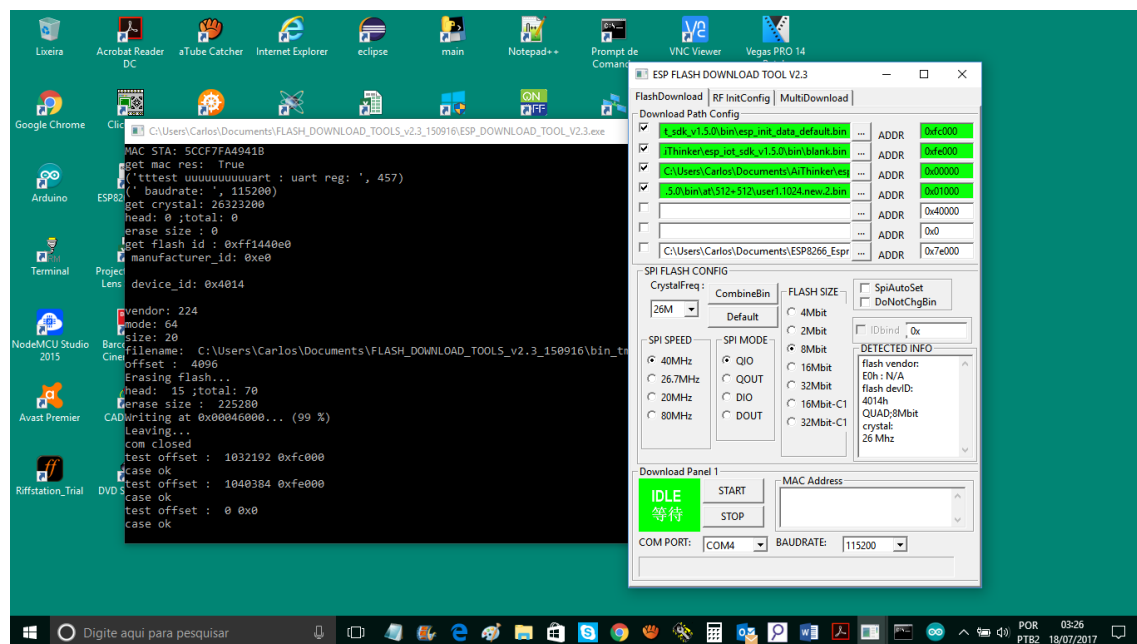 Lixeira
Acrobat Reader DC
aTube Catcher
Internet Explorer
eclipse
main
Notepad++
Prompt de Comando
VNC Viewer
Vegas PRO 14
Google Chrome
Clic
ON
OFF
Arduino
ESP82
Terminal
Projec
Lens
NodeMCU Studio 2015
Barco
Cine
Avast Premier
CAD
Riffstation_Trial
DVD S
C:\Users\Carlos\Documents\FLASH_DOWNLOAD_TOOLS_v2.3_150916\ESP_DOWNLOAD_TOOL_V2.3.exe
MAC STA: 5CCF7FA4941B
get mac res:  True
('tttest uuuuuuuuuart : uart reg: ', 457)
(' baudrate: ', 115200)
get crystal: 26323200
head: 0 ;total: 0
erase size : 0
get flash id : 0xff1440e0
manufacturer_id: 0xe0
device_id: 0x4014
vendor: 224
mode: 64
size: 20
filename:  C:\Users\Carlos\Documents\FLASH_DOWNLOAD_TOOLS_v2.3_150916\bin_tm
offset :  4096
Erasing flash...
head:  15 ;total: 70
erase size :  225280
Writing at 0x00046000... (99 %)
Leaving...
com closed
test offset :  1032192 0xfc000
case ok
test offset :  1040384 0xfe000
case ok
test offset :  0 0x0
case ok
ESP FLASH DOWNLOAD TOOL V2.3
FlashDownload
RF InitConfig
MultiDownload
Download Path Config
t_sdk_v1.5.0\bin\esp_init_data_default.bin ... ADDR 0xfc000
iThinker\esp_iot_sdk_v1.5.0\bin\blank.bin ... ADDR 0xfe000
C:\Users\Carlos\Documents\AiThinker\esp ... ADDR 0x00000
.5.0\bin\at\512+512\user1.1024.new.2.bin ... ADDR 0x01000
... ADDR 0x40000
... ADDR 0x0
C:\Users\Carlos\Documents\ESP8266_Espr ... ADDR 0x7e000
SPI FLASH CONFIG
CrystalFreq :
26M
CombineBin
Default
SPI SPEED
40MHz
26.7MHz
20MHz
80MHz
SPI MODE
QIO
QOUT
DIO
DOUT
FLASH SIZE
4Mbit
2Mbit
8Mbit
16Mbit
32Mbit
16Mbit-C1
32Mbit-C1
SpiAutoSet
DoNotChgBin
IDbind
0x
DETECTED INFO
flash vendor:
E0h : N/A
flash devID:
4014h
QUAD;8Mbit
crystal:
26 Mhz
Download Panel 1
IDLE
等待
START
STOP
MAC Address
COM PORT: COM4
BAUDRATE: 115200
Digite aqui para pesquisar
POR
PTB2
03:26
18/07/2017